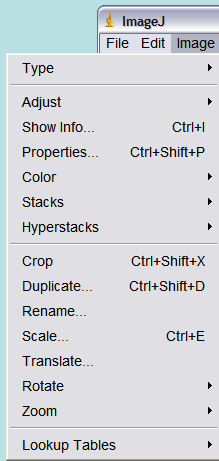 ImageJ
File Edit Image
Type
Adjust
Show Info... Ctrl+I
Properties... Ctrl+Shift+P
Color
Stacks
Hyperstacks
Crop Ctrl+Shift+X
Duplicate... Ctrl+Shift+D
Rename...
Scale... Ctrl+E
Translate...
Rotate
Zoom
Lookup Tables